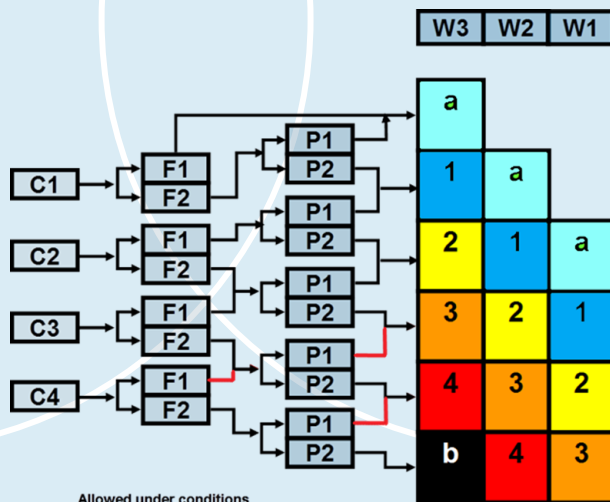 W3 W2 W1
a
P1
F1 P2 1 a
C1 F2
P1
F1 P2 2 1 a
C2 F2
P1
F1 P2 3 2 1
C3 F2
P1
F1 P2 4 3 2
C4 F2
P1
P2 b 4 3
Allowed under conditions